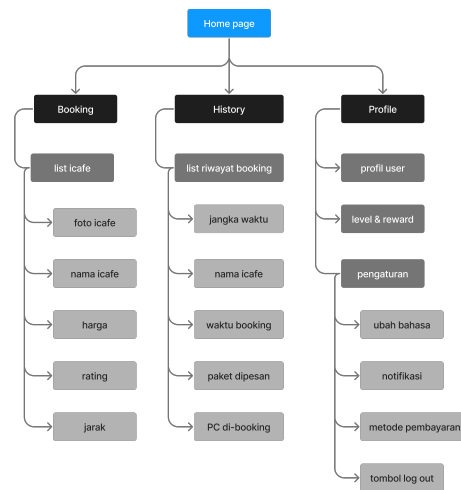 Home page
Booking
History
Profile
list icafe
list riwayat booking
profil user
foto icafe
jangka waktu
level & reward
nama icafe
nama icafe
pengaturan
harga
waktu booking
ubah bahasa
rating
paket dipesan
notifikasi
jarak
PC di-booking
metode pembayaran
tombol log out